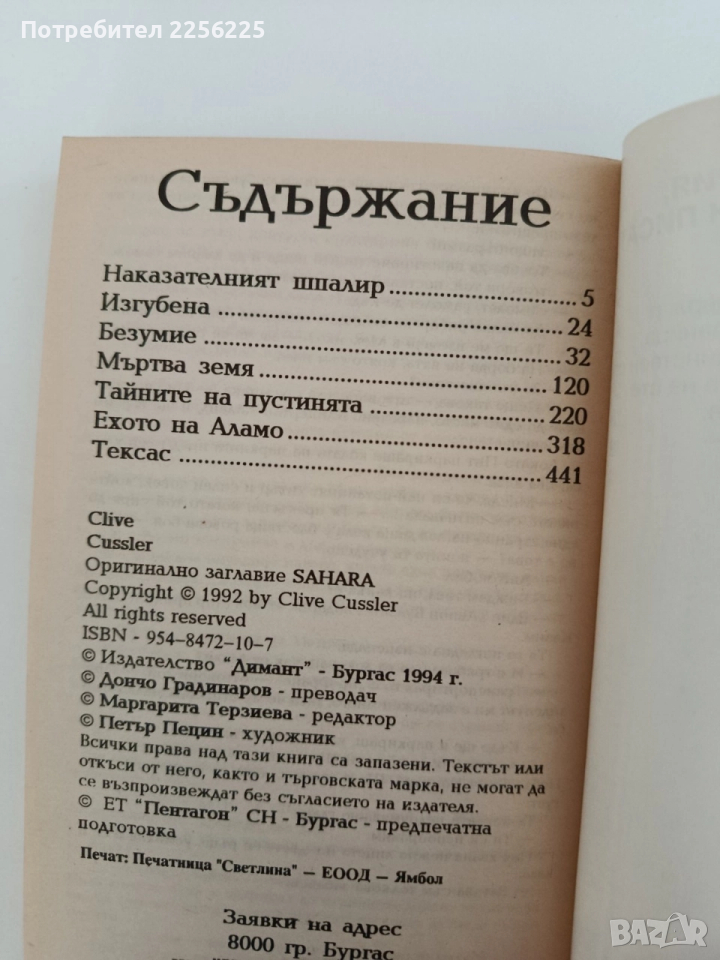 Потребител 2256225
Съдържание
Наказателният шпалир..........5
Изгубена ..........24
Безумие ..........32
Мъртва земя..........120
Тайните на пустинята ..........220
Ехото на Аламо..........318
Тексас ..........441
Clive
Cussler
Оригинално заглавие SAHARA
Copyright © 1992 by Clive Cussler
All rights reserved
ISBN - 954-8472-10-7
© Издателство "Димант" - Бургас 1994 г.
© Дончо Градинаров - преводач
© Маргарита Терзиева - редактор
© Петър Пецин - художник
Всички права над тази книга са запазени. Текстът или
откъси от него, както и търговската марка, не могат да
се възпроизвеждат без съгласието на издателя.
© ЕТ "Пентагон" СН - Бургас - предпечатна
подготовка
Печат: Печатница "Светлина" – ЕООД – Ямбол
Заявки на адрес
8000 гр. Бургас
BAZAR